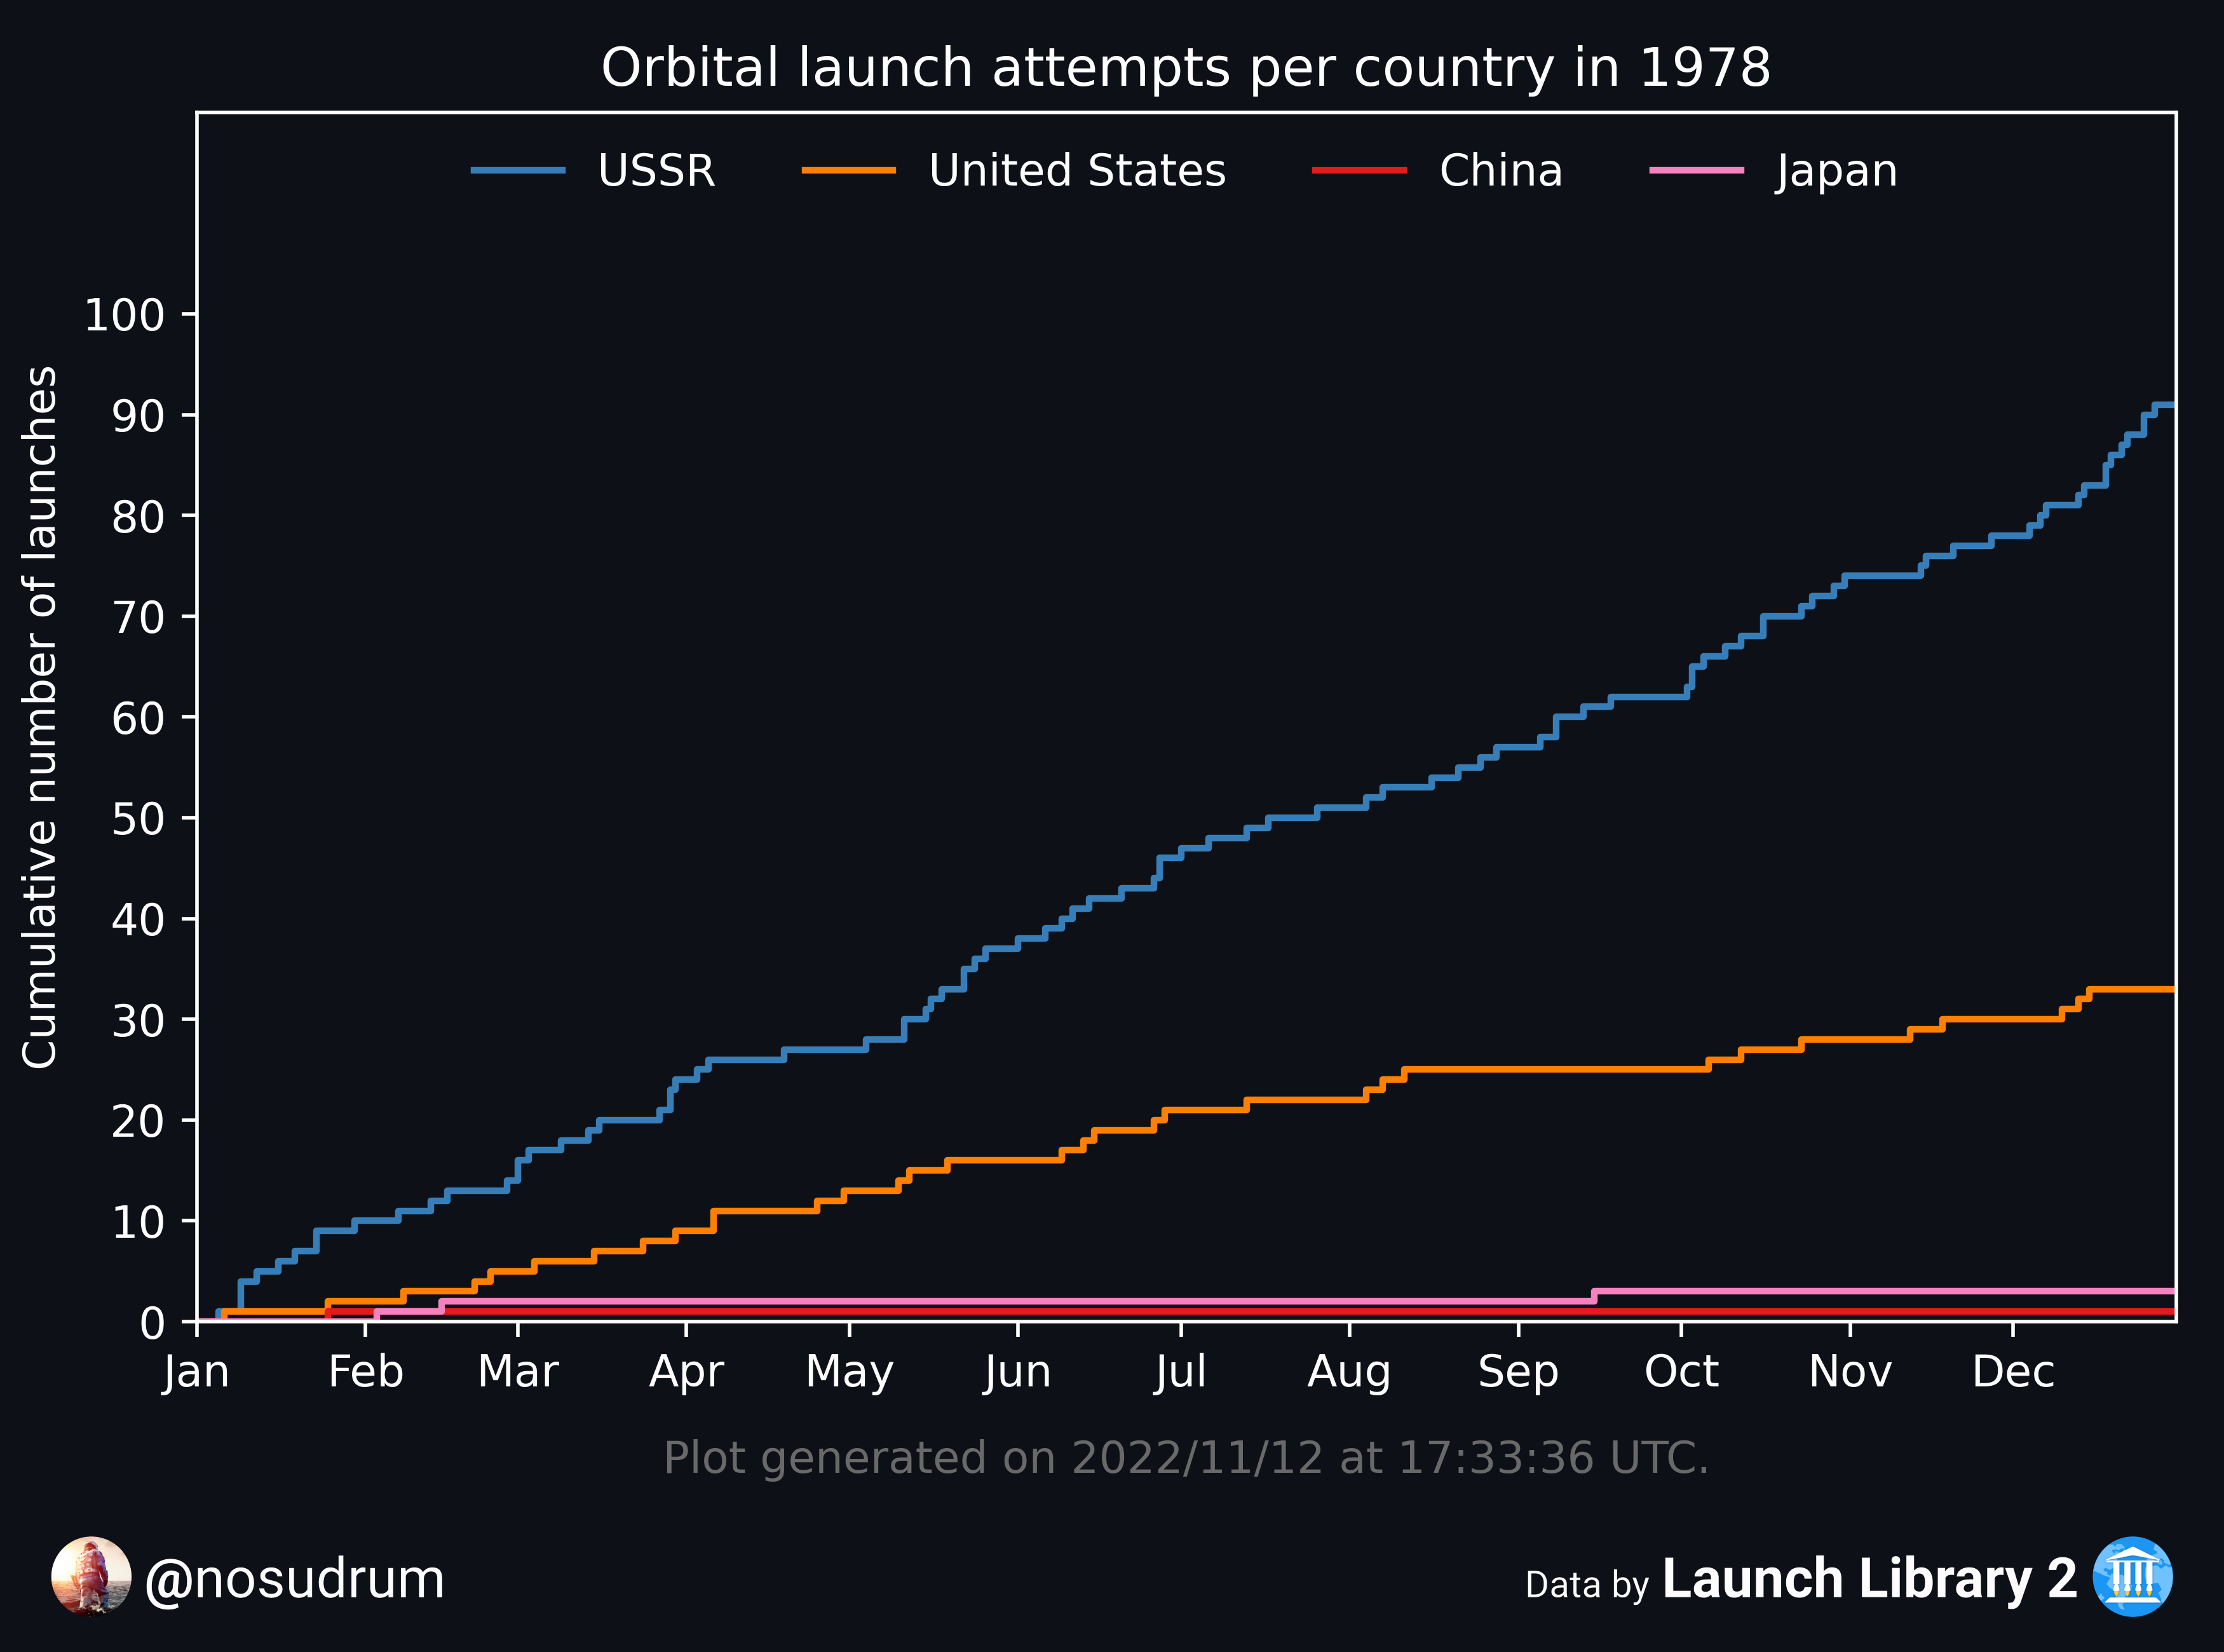 Orbital launch attempts per country in 1978
USSR United States China Japan
Cumulative number of launches
100
90
80
70
60
50
40
30
20
10
0
Jan Feb Mar Apr May Jun Jul Aug Sep Oct Nov Dec
Plot generated on 2022/11/12 at 17:33:36 UTC.
@nosudrum
Data by Launch Library 2